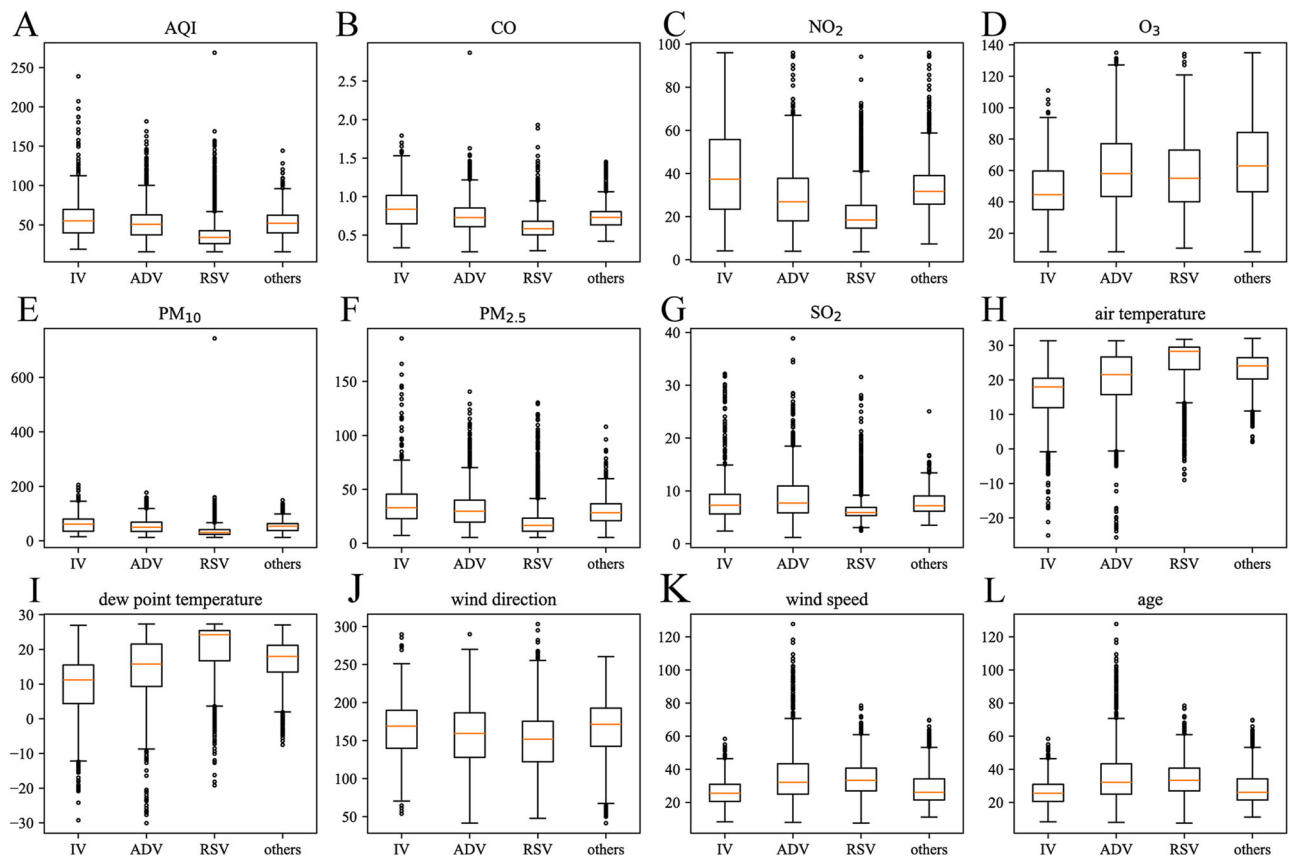 A AQI
B CO
C NO₂
D O₃
250
200
150
100
50
IV ADV RSV others
2.5
2.0
1.5
1.0
0.5
IV ADV RSV others
100
80
60
40
20
0
IV ADV RSV others
140
120
100
80
60
40
20
IV ADV RSV others
E PM₁₀
F PM₂.₅
G SO₂
H air temperature
600
400
200
0
IV ADV RSV others
150
100
50
0
IV ADV RSV others
40
30
20
10
0
IV ADV RSV others
30
20
10
0
−10
−20
IV ADV RSV others
I dew point temperature
J wind direction
K wind speed
L age
30
20
10
0
−10
−20
−30
IV ADV RSV others
300
250
200
150
100
50
IV ADV RSV others
120
100
80
60
40
20
IV ADV RSV others
120
100
80
60
40
20
IV ADV RSV others